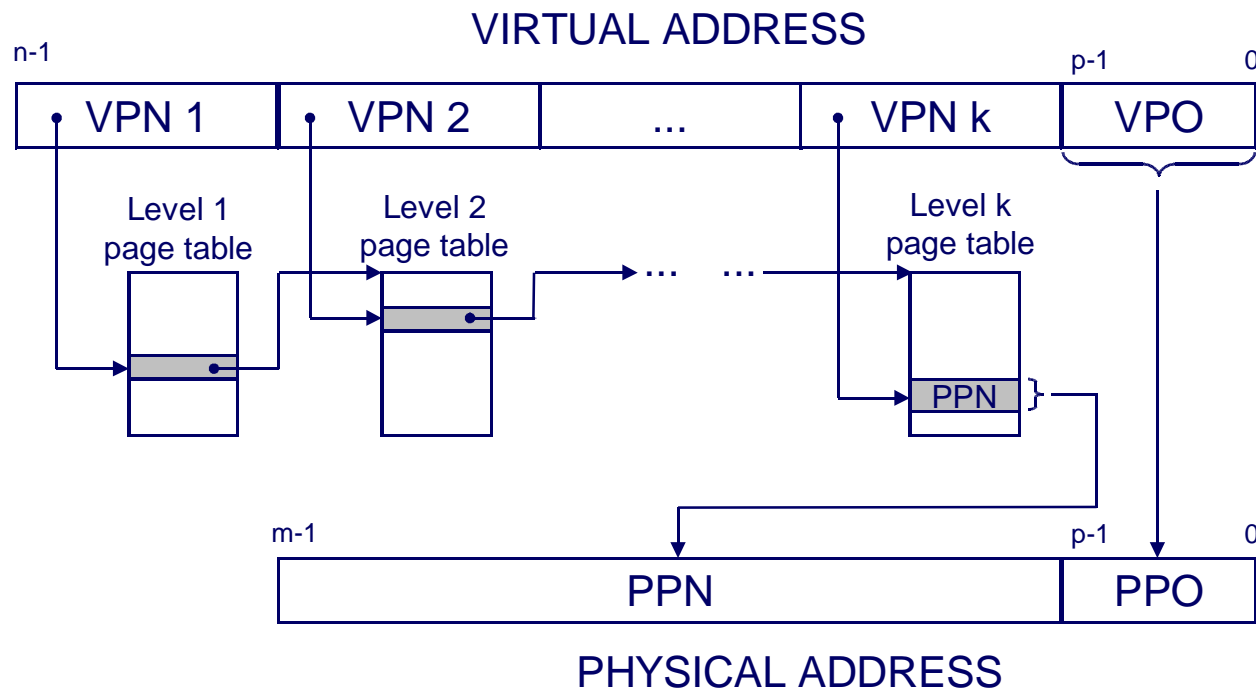 VIRTUAL ADDRESS
n-1 p-1 0
VPN 1 VPN 2 ... VPN k VPO
Level 1 Level 2 Level k
page table page table page table
... ...
PPN
m-1 p-1 0
PPN PPO
PHYSICAL ADDRESS